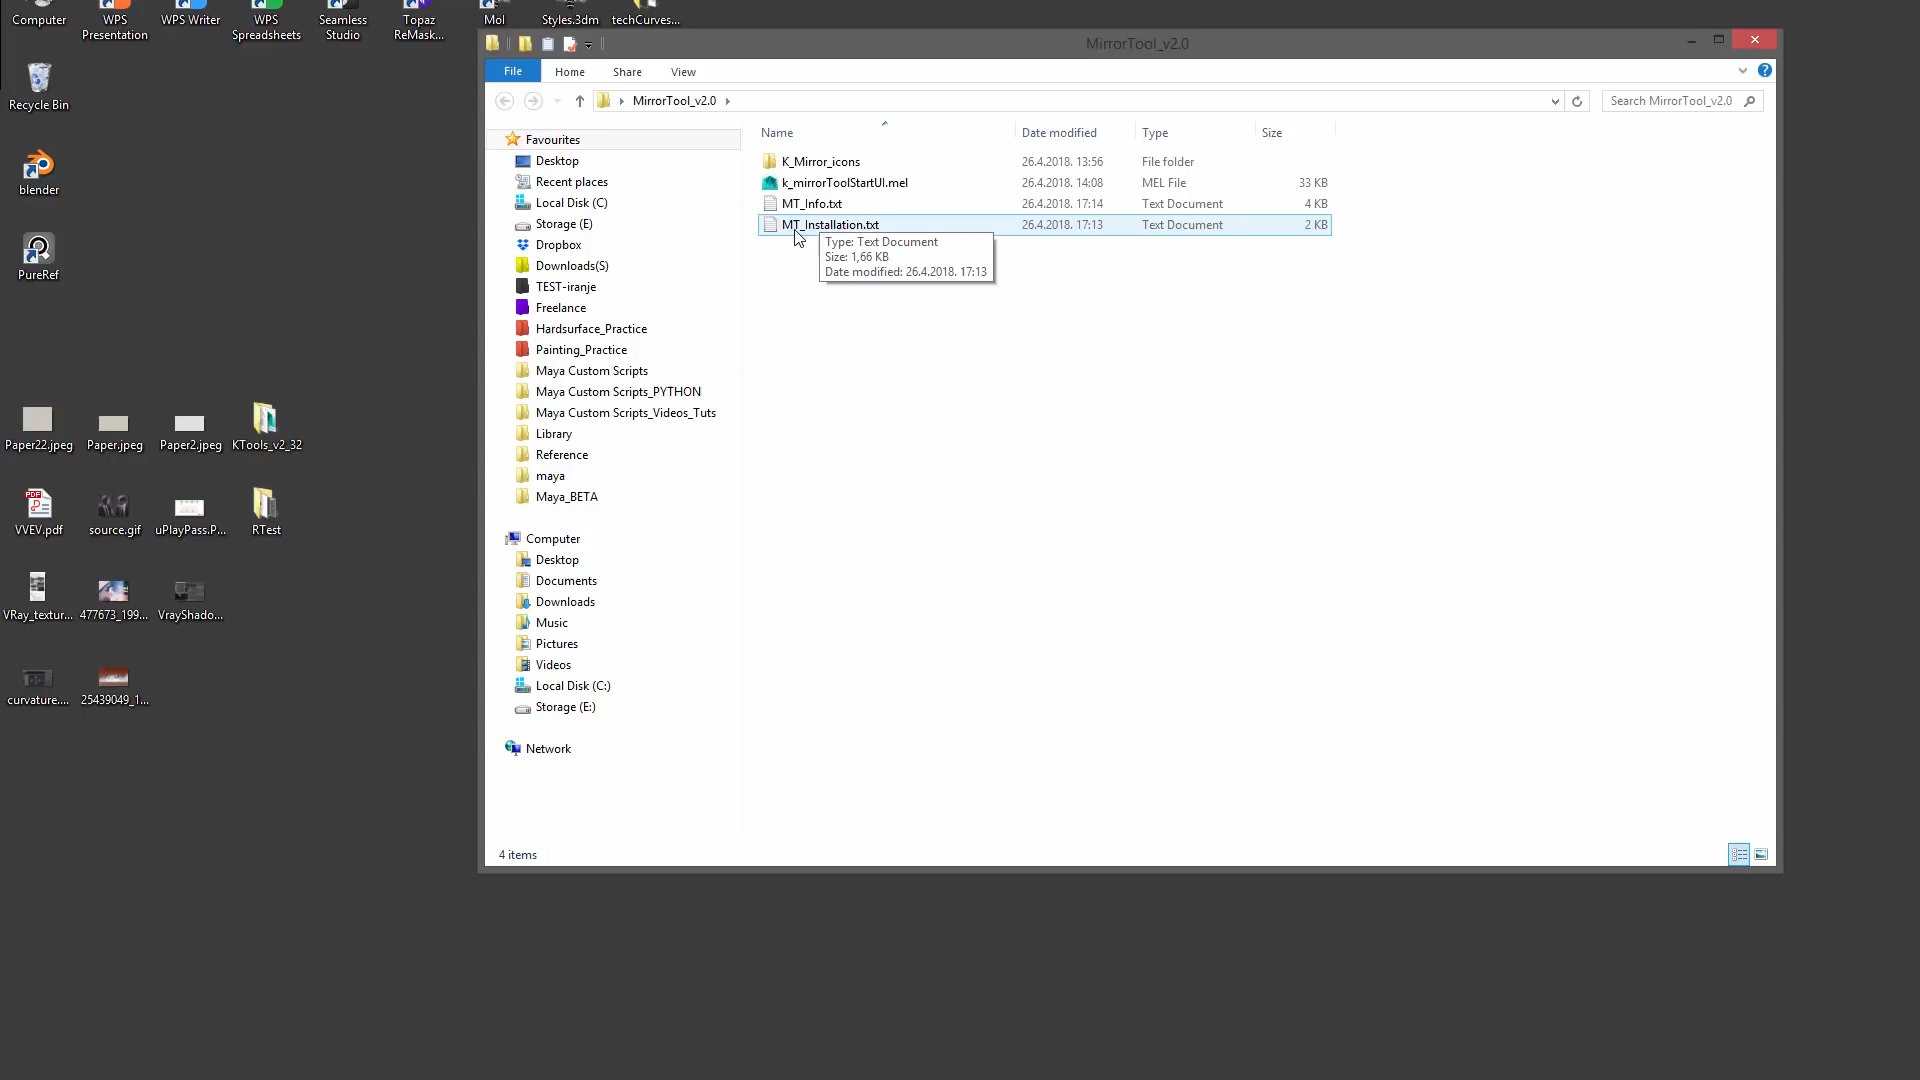 Computer
WPS Presentation
WPS Writer
WPS Spreadsheets
Seamless Studio
Topaz ReMask...
MoI
Styles.3dm
techCurves...
Recycle Bin
blender
PureRef
Paper22.jpeg
Paper.jpeg
Paper2.jpeg
KTools_v2_32
VVEV.pdf
source.gif
uPlayPass.P...
RTest
VRay_textur...
477673_199...
VrayShado...
curvature....
25439049_1...
MirrorTool_v2.0
File
Home
Share
View
MirrorTool_v2.0
Search MirrorTool_v2.0
Favourites
Desktop
Recent places
Local Disk (C)
Storage (E)
Dropbox
Downloads(S)
TEST-iranje
Freelance
Hardsurface_Practice
Painting_Practice
Maya Custom Scripts
Maya Custom Scripts_PYTHON
Maya Custom Scripts_Videos_Tuts
Library
Reference
maya
Maya_BETA
Computer
Desktop
Documents
Downloads
Music
Pictures
Videos
Local Disk (C:)
Storage (E:)
Network
Name Date modified Type Size
K_Mirror_icons 26.4.2018. 13:56 File folder
k_mirrorToolStartUI.mel 26.4.2018. 14:08 MEL File 33 KB
MT_Info.txt 26.4.2018. 17:14 Text Document 4 KB
MT_Installation.txt 26.4.2018. 17:13 Text Document 2 KB
Type: Text Document
Size: 1,66 KB
Date modified: 26.4.2018. 17:13
4 items